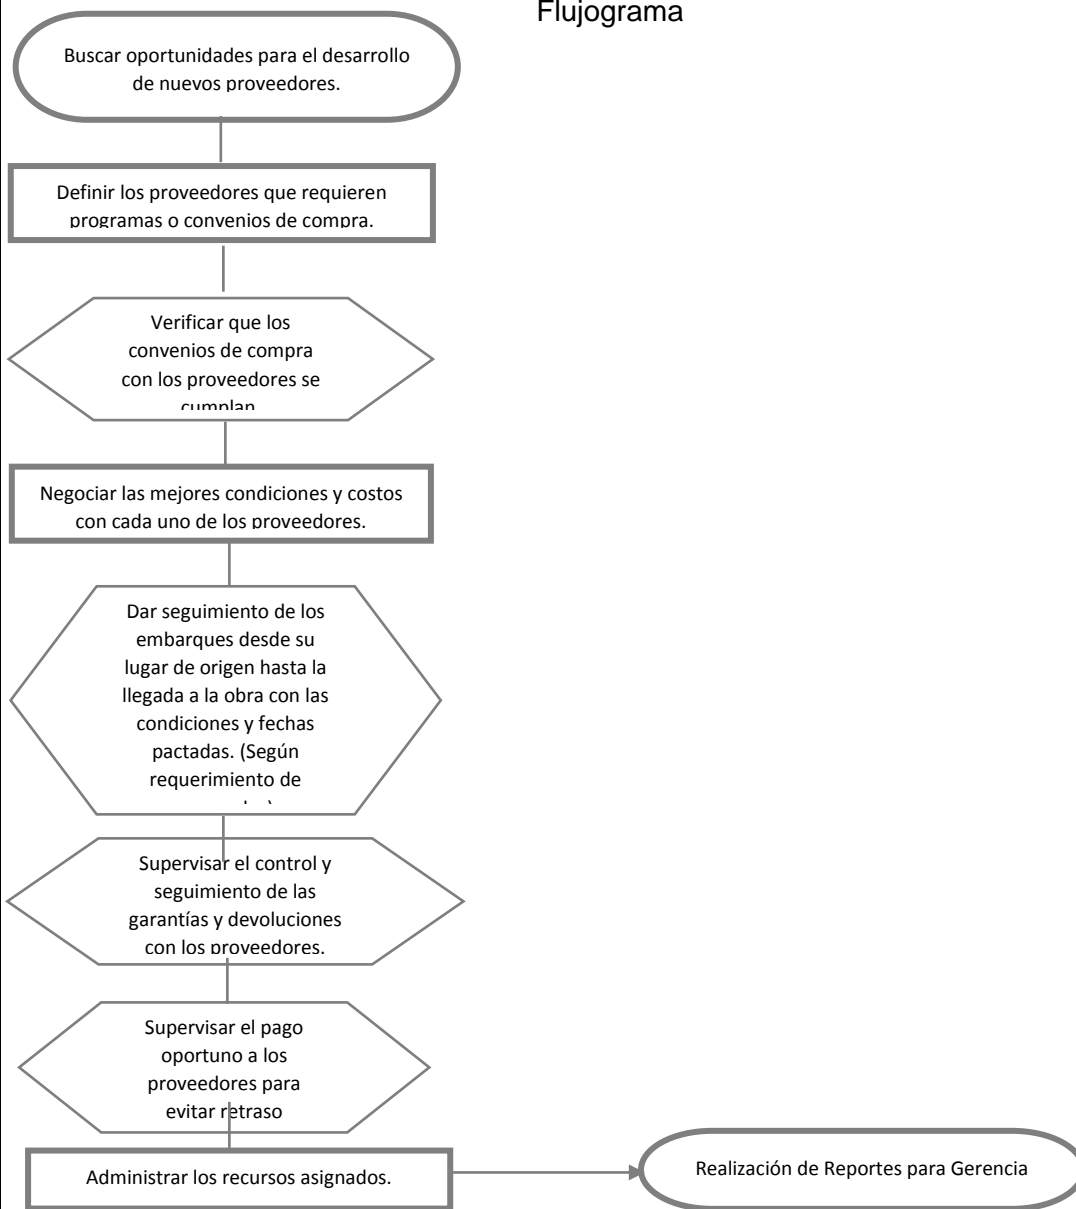 Flujograma
Buscar oportunidades para el desarrollo
de nuevos proveedores.
Definir los proveedores que requieren
programas o convenios de compra.
Verificar que los
convenios de compra
con los proveedores se
cumplan
Negociar las mejores condiciones y costos
con cada uno de los proveedores.
Dar seguimiento de los
embarques desde su
lugar de origen hasta la
llegada a la obra con las
condiciones y fechas
pactadas. (Según
requerimiento de
Supervisar el control y
seguimiento de las
garantías y devoluciones
con los proveedores.
Supervisar el pago
oportuno a los
proveedores para
evitar retraso
Administrar los recursos asignados.
Realización de Reportes para Gerencia